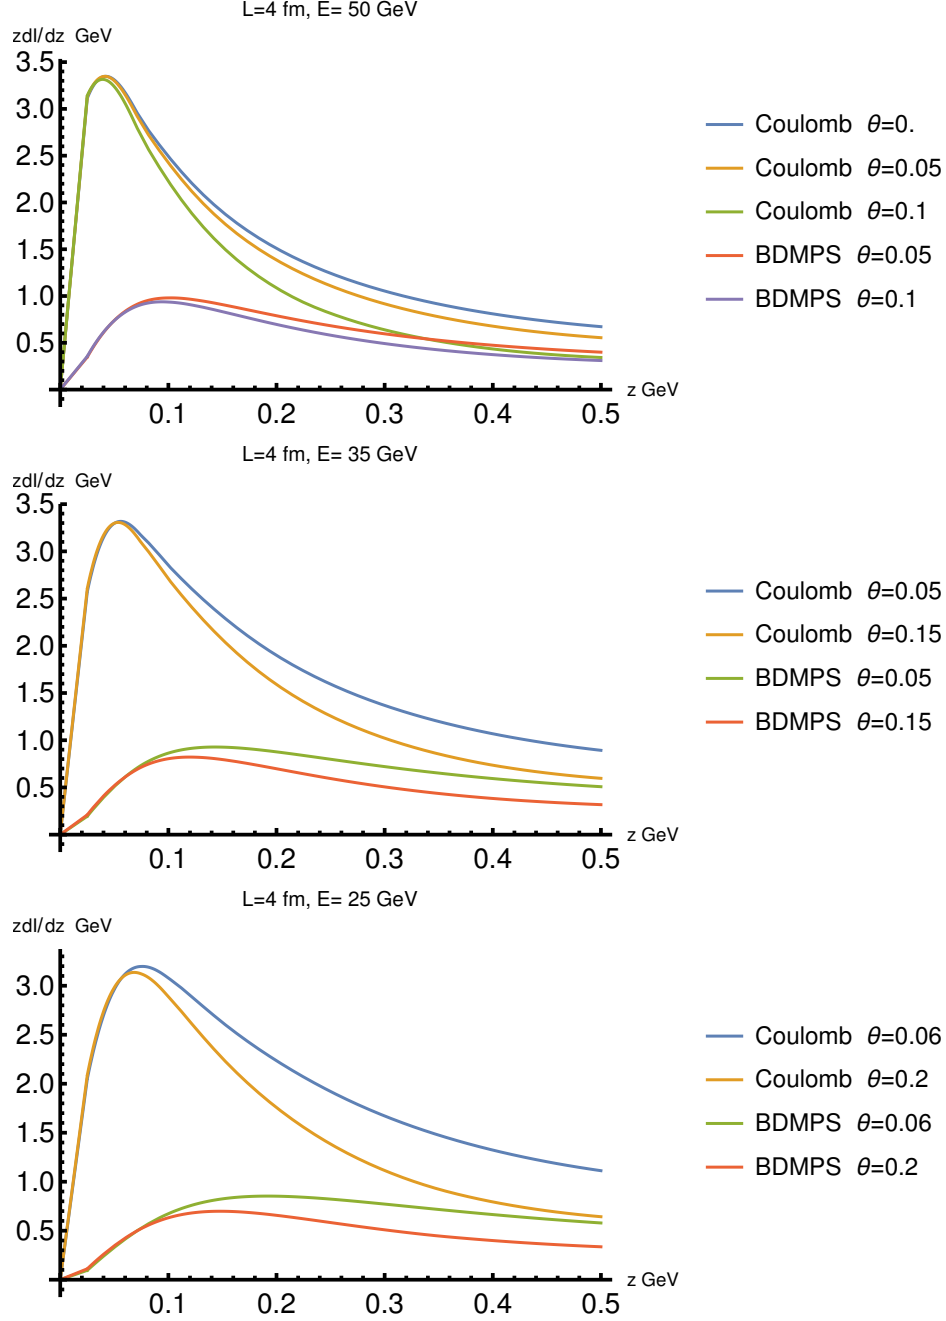 L=4 fm, E= 50 GeV
zdI/dz GeV
3.5
3.0
2.5
2.0
1.5
1.0
0.5
0.1 0.2 0.3 0.4 0.5
z GeV
Coulomb θ=0.
Coulomb θ=0.05
Coulomb θ=0.1
BDMPS θ=0.05
BDMPS θ=0.1
L=4 fm, E= 35 GeV
zdI/dz GeV
3.5
3.0
2.5
2.0
1.5
1.0
0.5
0.1 0.2 0.3 0.4 0.5
z GeV
Coulomb θ=0.05
Coulomb θ=0.15
BDMPS θ=0.05
BDMPS θ=0.15
L=4 fm, E= 25 GeV
zdI/dz GeV
3.0
2.5
2.0
1.5
1.0
0.5
0.1 0.2 0.3 0.4 0.5
z GeV
Coulomb θ=0.06
Coulomb θ=0.2
BDMPS θ=0.06
BDMPS θ=0.2